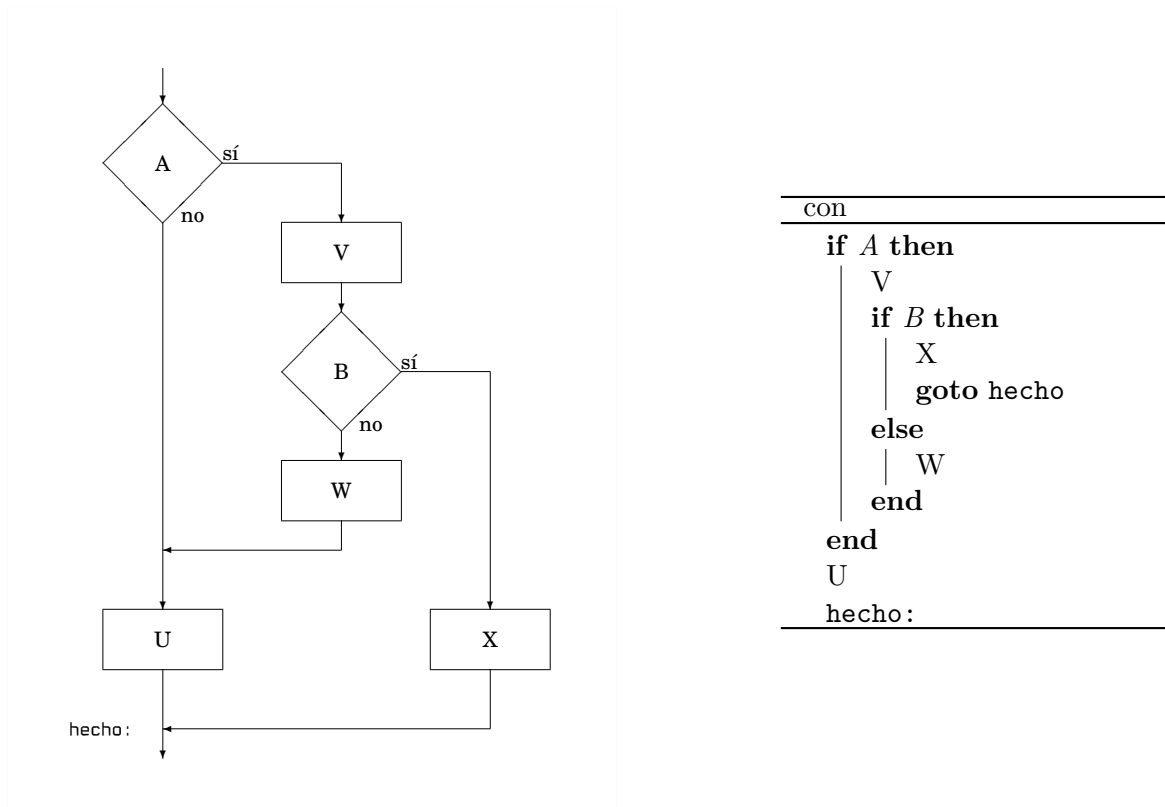 A
sí
no
V
B
sí
no
W
U
X
hecho:
con
if A then
V
if B then
X
goto hecho
else
W
end
end
U
hecho: